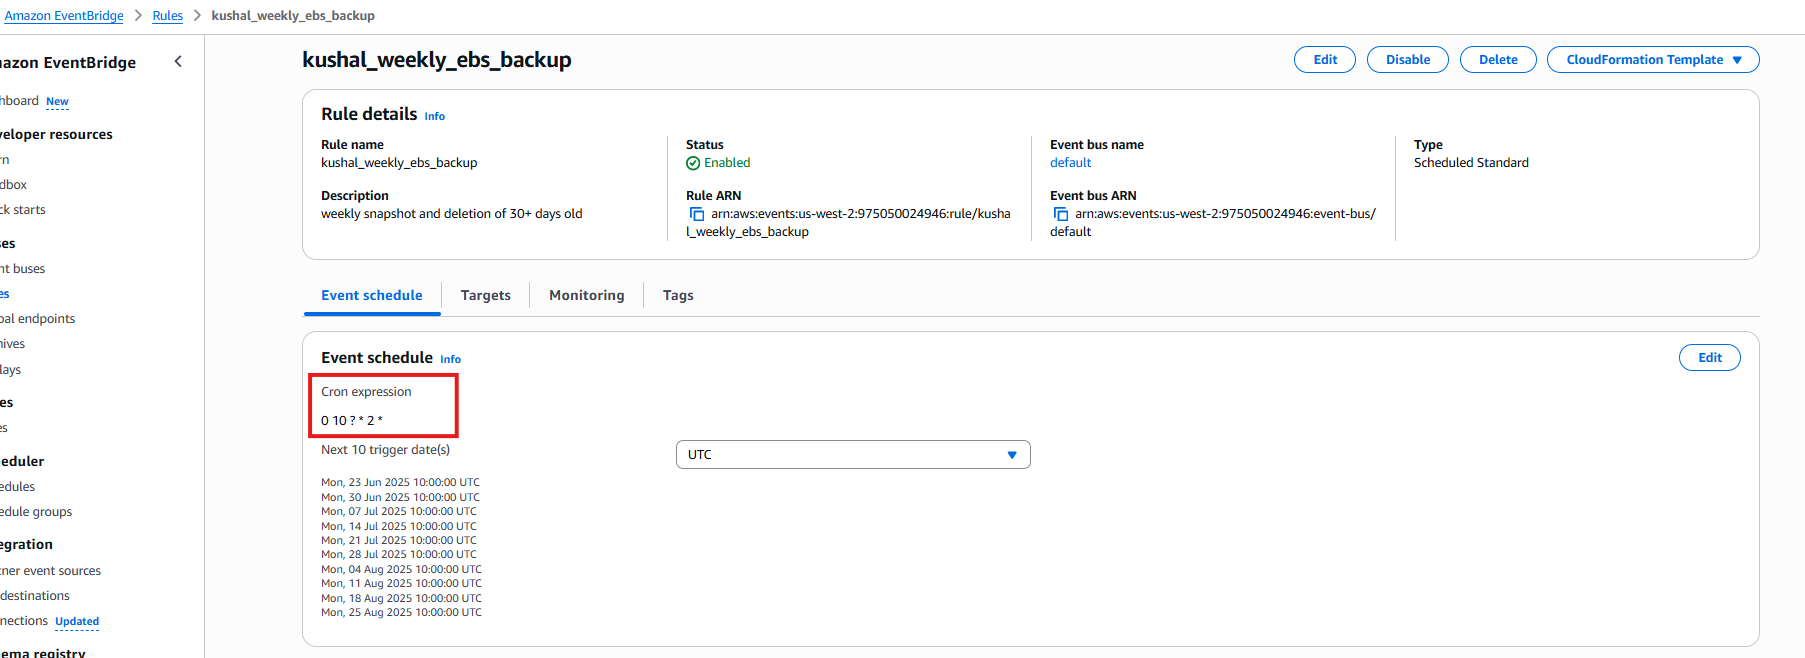 Amazon EventBridge > Rules > kushal_weekly_ebs_backup
azon EventBridge
hboard New
veloper resources
rn
dbox
ck starts
ses
nt buses
es
bal endpoints
hives
lays
es
es
eduler
edules
edule groups
egration
tner event sources
destinations
nections Updated
ema registry
kushal_weekly_ebs_backup
Edit
Disable
Delete
CloudFormation Template
Rule details Info
Rule name
kushal_weekly_ebs_backup
Description
weekly snapshot and deletion of 30+ days old
Status
Enabled
Rule ARN
arn:aws:events:us-west-2:975050024946:rule/kusha
l_weekly_ebs_backup
Event bus name
default
Event bus ARN
arn:aws:events:us-west-2:975050024946:event-bus/
default
Type
Scheduled Standard
Event schedule
Targets
Monitoring
Tags
Event schedule Info
Edit
Cron expression
0 10 ? * 2 *
Next 10 trigger date(s)
UTC
Mon, 23 Jun 2025 10:00:00 UTC
Mon, 30 Jun 2025 10:00:00 UTC
Mon, 07 Jul 2025 10:00:00 UTC
Mon, 14 Jul 2025 10:00:00 UTC
Mon, 21 Jul 2025 10:00:00 UTC
Mon, 28 Jul 2025 10:00:00 UTC
Mon, 04 Aug 2025 10:00:00 UTC
Mon, 11 Aug 2025 10:00:00 UTC
Mon, 18 Aug 2025 10:00:00 UTC
Mon, 25 Aug 2025 10:00:00 UTC